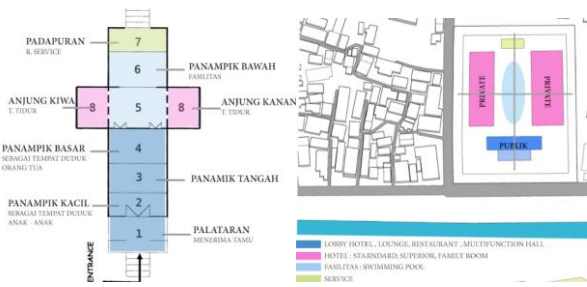 PADAPURAN
R. SERVICE
7
6
PANAMPIK BAWAH
FASILITAS
ANJUNG KIWA
T. TIDUR
8
5
8
ANJUNG KANAN
T. TIDUR
PANAMPIK BASAR
SEBAGAI TEMPAT DUDUK
ORANG TUA
4
3
PANAMIK TANGAH
PANAMPIK KACIL
SEBAGAI TEMPAT DUDUK
ANAK - ANAK
2
1
PALATARAN
MENERIMA TAMU
ENTRANCE
PRIVATE
PRIVATE
PUBLIK
LOBBY HOTEL , LOUNGE, RESTAURANT , MULTIFUNCTION HALL
HOTEL : STARNDARD, SUPERIOR, FAMILY ROOM
FASILITAS : SWIMMING POOL
SERVICE